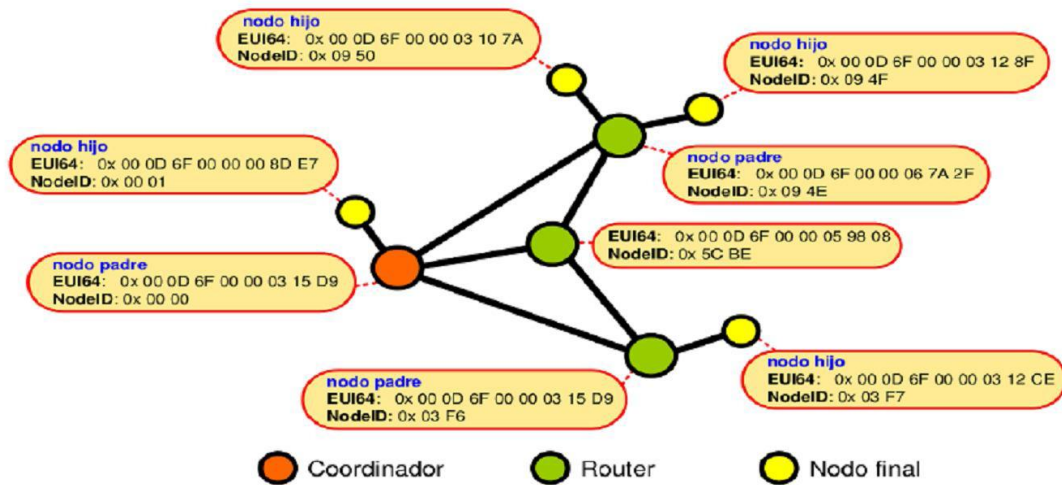 nodo hijo
EUI64: 0x 00 0D 6F 00 00 03 10 7A
NodeID: 0x 09 50
nodo hijo
EUI64: 0x 00 0D 6F 00 00 03 12 8F
NodeID: 0x 09 4F
nodo hijo
EUI64: 0x 00 0D 6F 00 00 00 8D E7
NodeID: 0x 00 01
nodo padre
EUI64: 0x 00 0D 6F 00 00 06 7A 2F
NodeID: 0x 09 4E
EUI64: 0x 00 0D 6F 00 00 05 98 08
NodeID: 0x 5C BE
nodo padre
EUI64: 0x 00 0D 6F 00 00 03 15 D9
NodeID: 0x 00 00
nodo hijo
EUI64: 0x 00 0D 6F 00 00 03 12 CE
NodeID: 0x 03 F7
nodo padre
EUI64: 0x 00 0D 6F 00 00 03 15 D9
NodeID: 0x 03 F6
Coordinador
Router
Nodo final